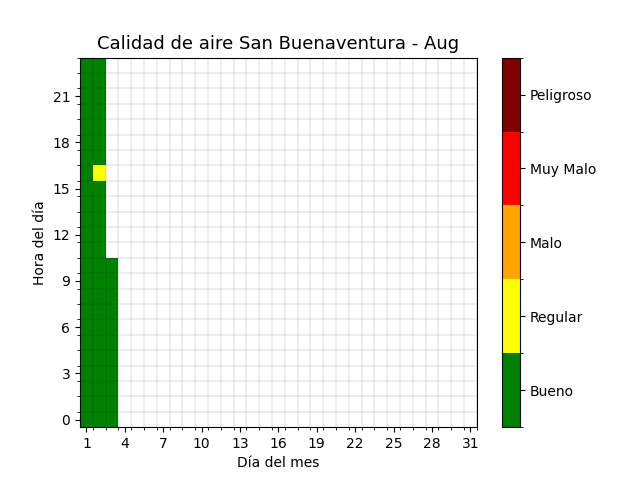 Calidad de aire San Buenaventura - Aug
Hora del día
21
18
15
12
9
6
3
0
1 4 7 10 13 16 19 22 25 28 31
Día del mes
Peligroso
Muy Malo
Malo
Regular
Bueno